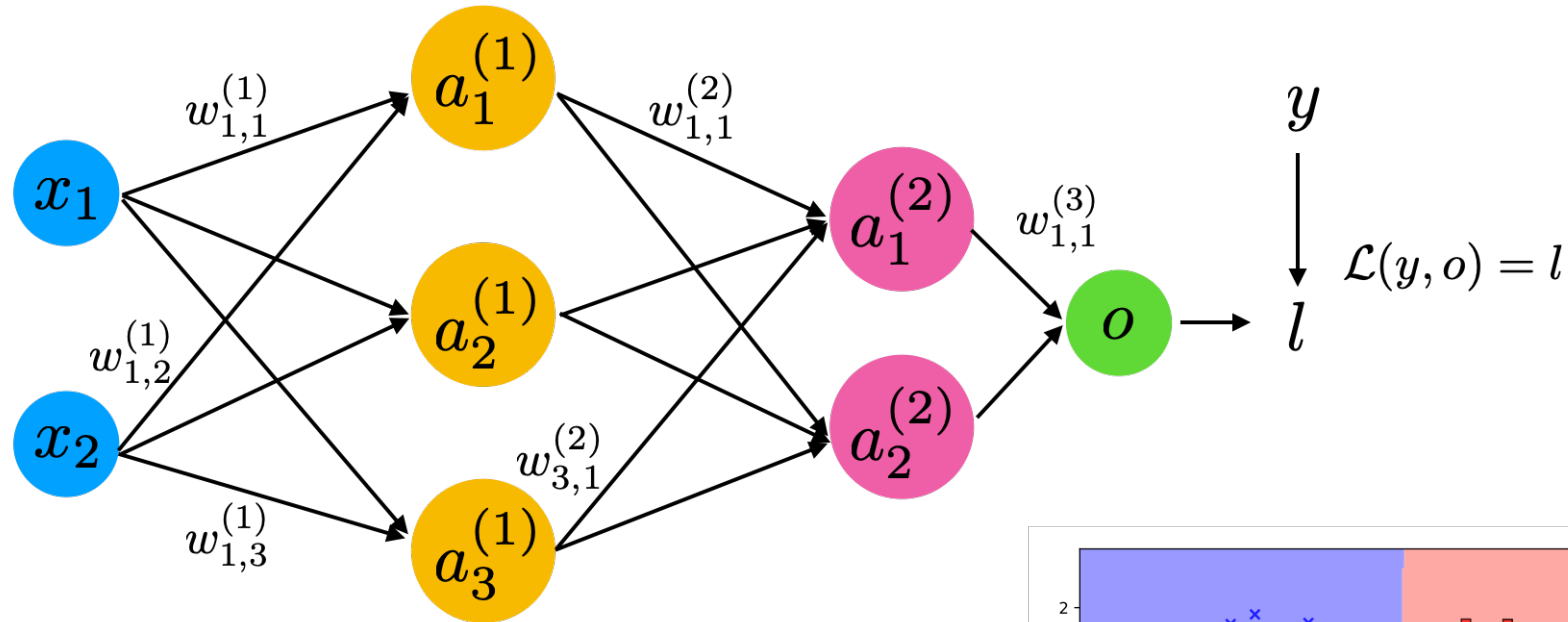 w_{1,1}^{(1)}
w_{1,2}^{(1)}
w_{1,3}^{(1)}
x_1
x_2
a_1^{(1)}
a_2^{(1)}
a_3^{(1)}
w_{1,1}^{(2)}
w_{3,1}^{(2)}
a_1^{(2)}
a_2^{(2)}
w_{1,1}^{(3)}
o
y
\mathcal{L}(y, o) = l
l
2